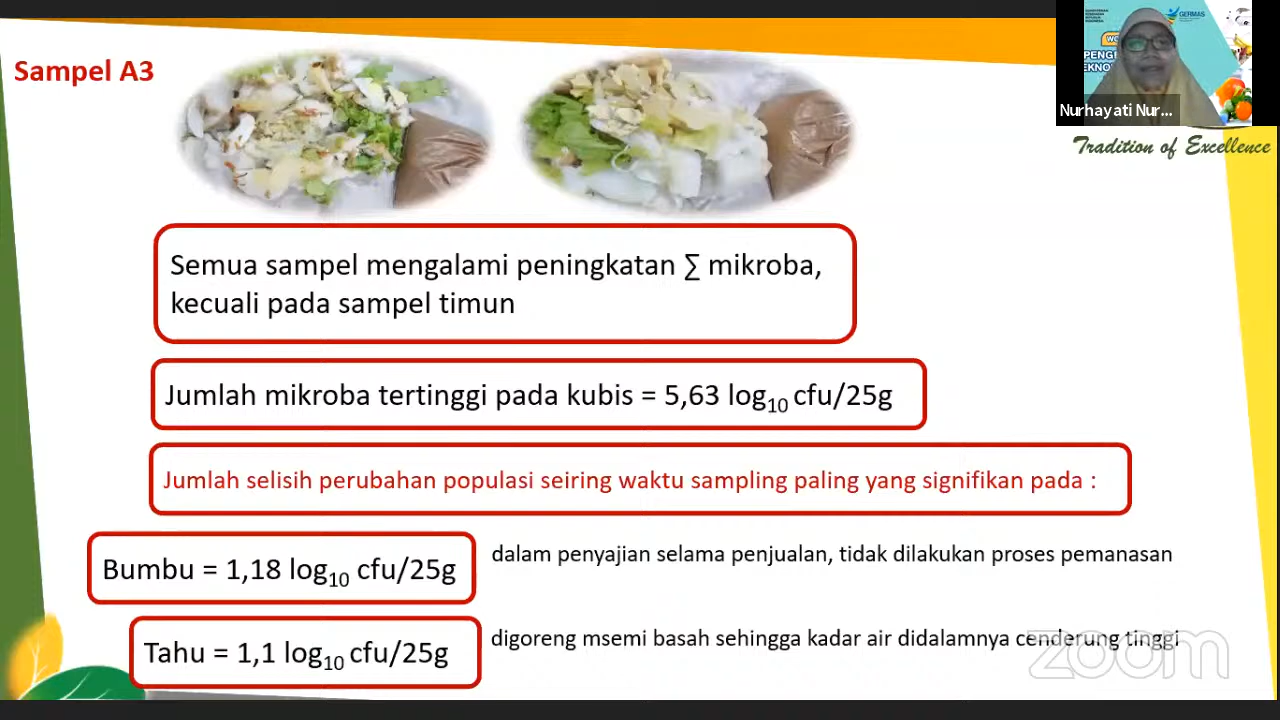 Sampel A3
GERMAS
Nurhayati Nur...
Tradition of Excellence
Semua sampel mengalami peningkatan ∑ mikroba,
kecuali pada sampel timun
Jumlah mikroba tertinggi pada kubis = 5,63 log10 cfu/25g
Jumlah selisih perubahan populasi seiring waktu sampling paling yang signifikan pada :
Bumbu = 1,18 log10 cfu/25g
dalam penyajian selama penjualan, tidak dilakukan proses pemanasan
Tahu = 1,1 log10 cfu/25g
digoreng msemi basah sehingga kadar air didalamnya cenderung tinggi
zoom